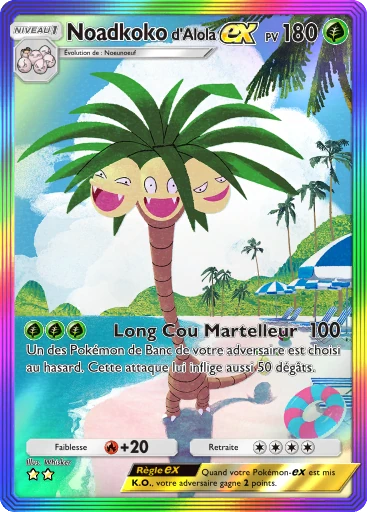 NIVEAU 1
Noadkoko d'Alola ex PV 180
Évolution de : Noeunoeuf
Long Cou Marteleur 100
Un des Pokémon de Banc de votre adversaire est choisi
au hasard. Cette attaque lui inflige aussi 50 dégâts.
Faiblesse +20 Retraite
Illus.
Règle ex Quand votre Pokémon-ex est mis
K.O., votre adversaire gagne 2 points.